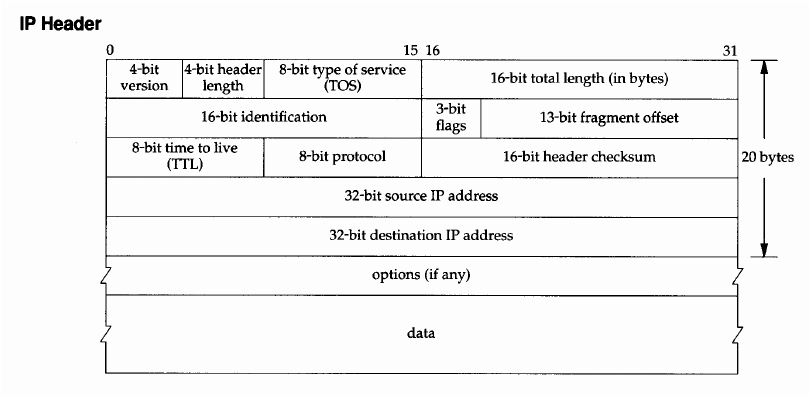 IP Header
0 15 16 31
4-bit version
4-bit header length
8-bit type of service (TOS)
16-bit total length (in bytes)
16-bit identification
3-bit flags
13-bit fragment offset
8-bit time to live (TTL)
8-bit protocol
16-bit header checksum
20 bytes
32-bit source IP address
32-bit destination IP address
options (if any)
data